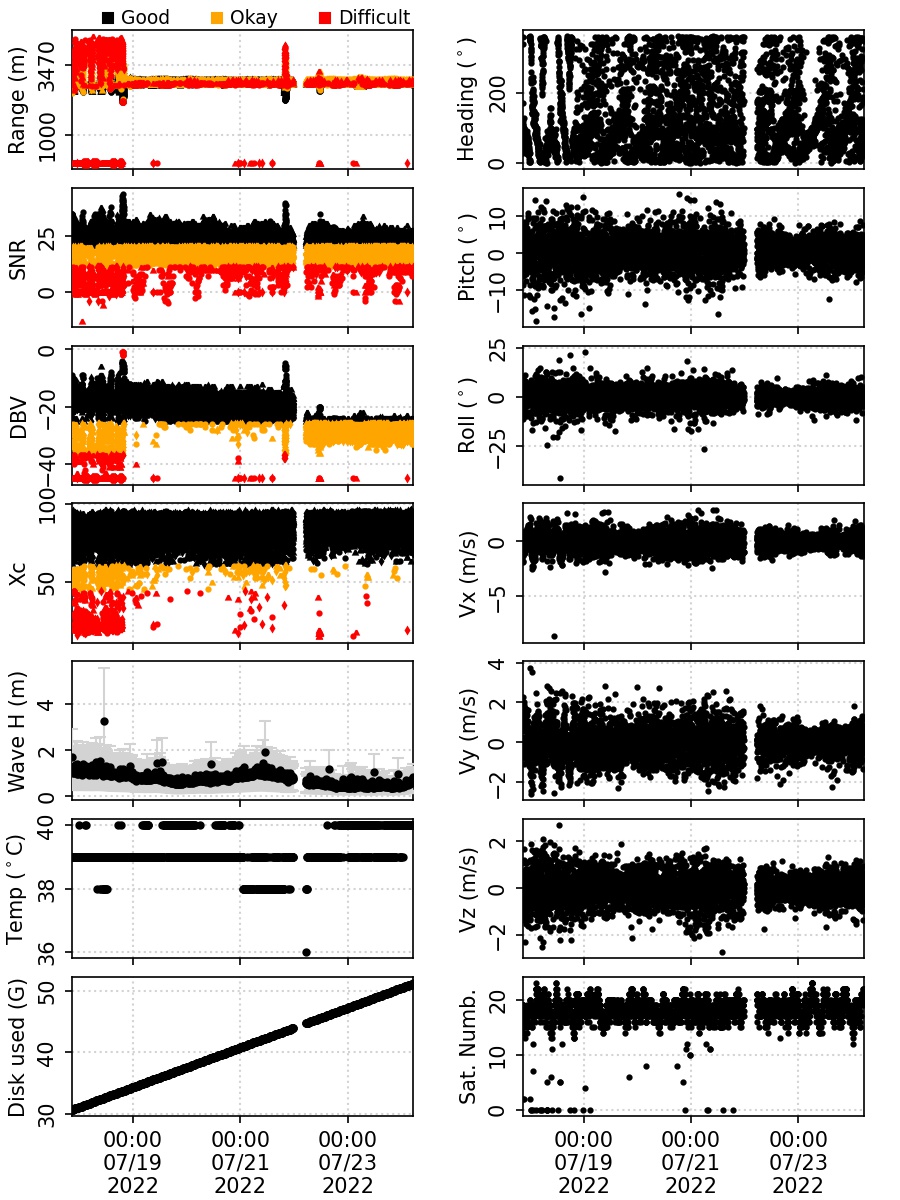 Good Okay Difficult
Range (m)
3470
1000
Heading (°)
200
0
SNR
25
0
Pitch (°)
10
0
−10
DBV
0
−20
−40
Roll (°)
25
0
−25
Xc
100
50
Vx (m/s)
0
−5
Wave H (m)
4
2
0
Vy (m/s)
4
2
0
−2
Temp (°C)
40
38
36
Vz (m/s)
2
0
−2
Disk used (G)
50
40
30
Sat. Numb.
20
10
0
00:00 00:00 00:00
07/19 07/21 07/23
2022 2022 2022
00:00 00:00 00:00
07/19 07/21 07/23
2022 2022 2022